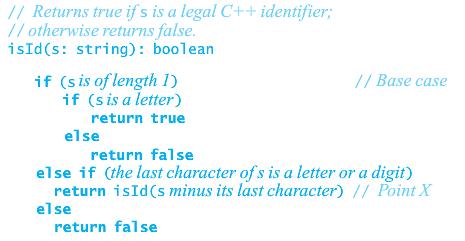 // Returns true if s is a legal C++ identifier;
// otherwise returns false.
isId(s: string): boolean
if (s is of length 1) // Base case
if (s is a letter)
return true
else
return false
else if (the last character of s is a letter or a digit)
return isId(s minus its last character) // Point X
else
return false